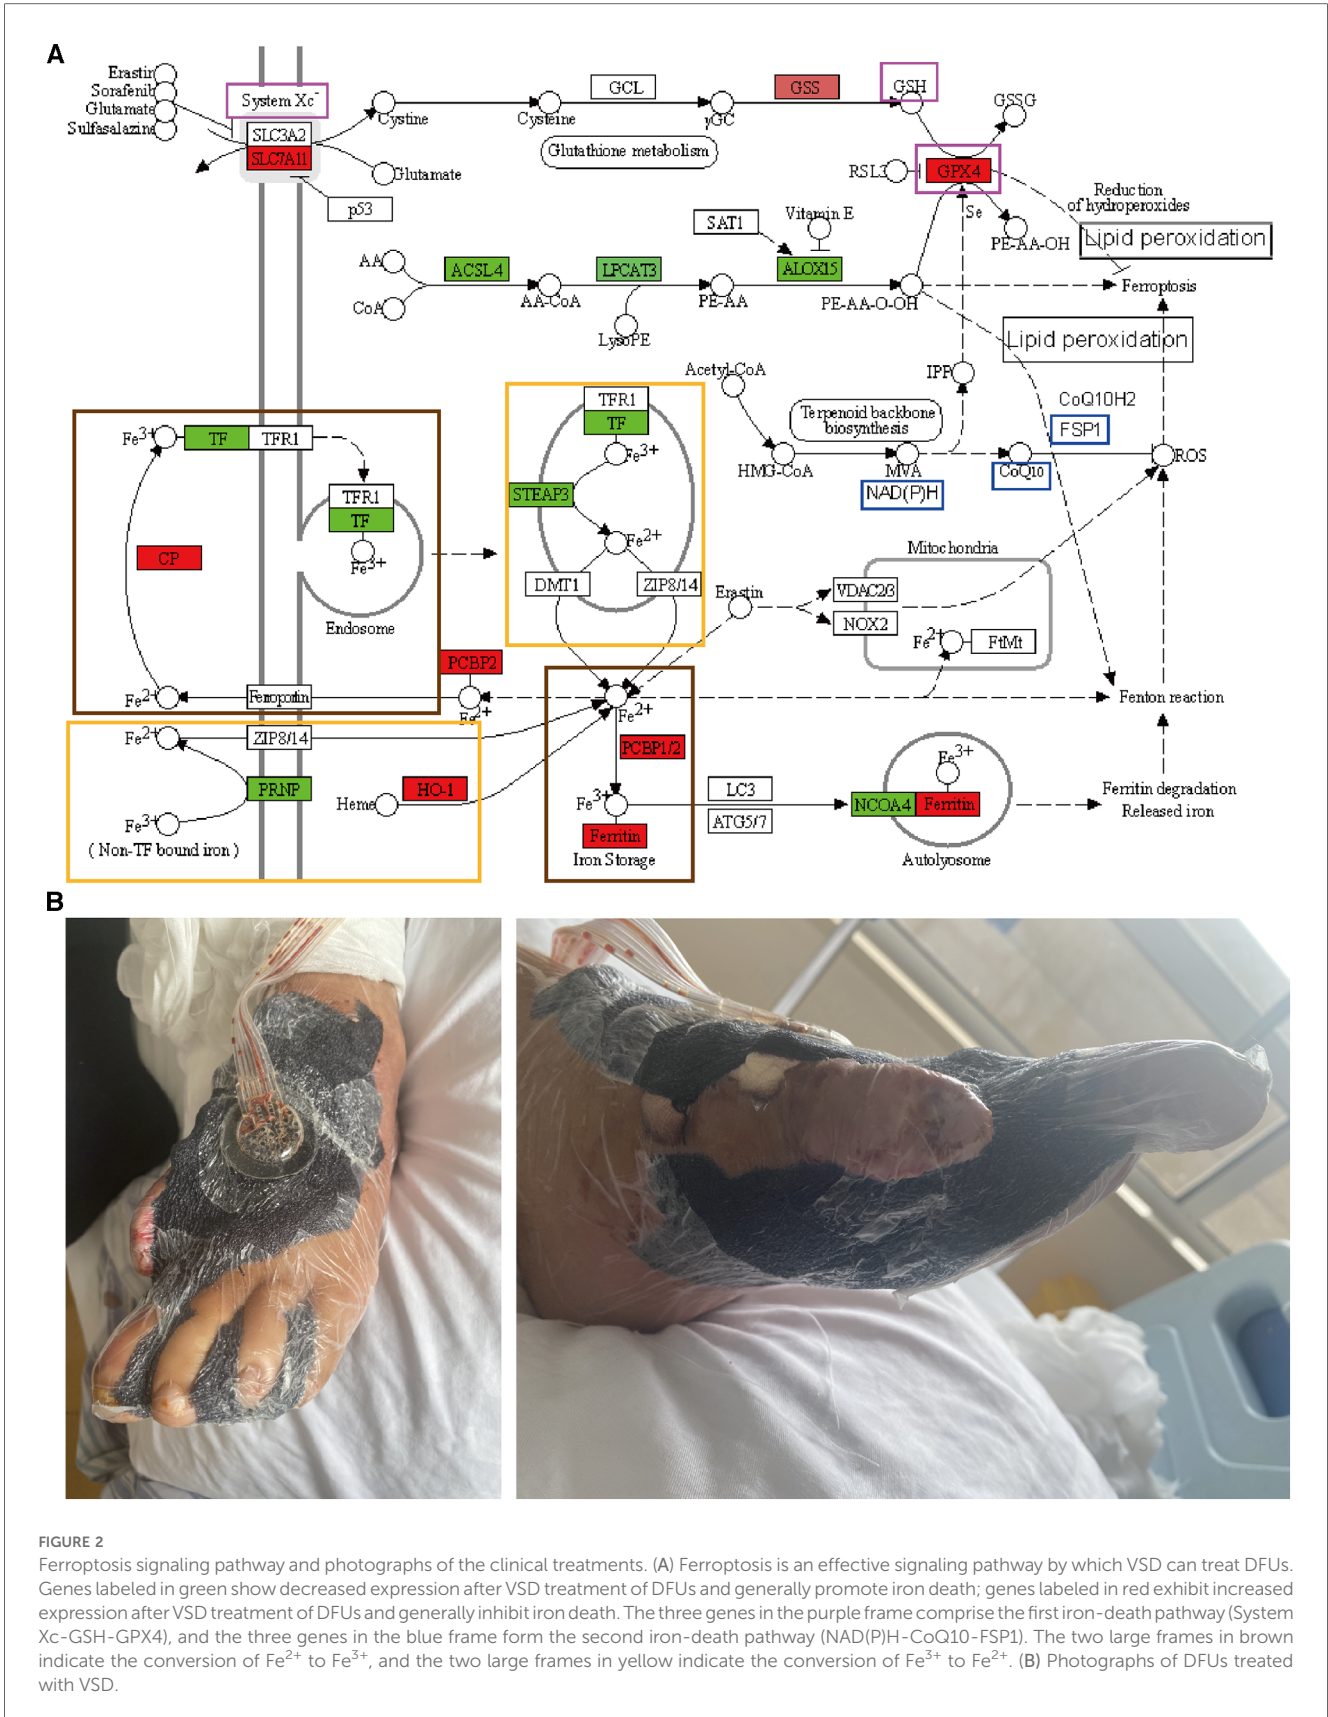 A
Erastin
Sorafenib
Glutamate
Sulfasalazine
System Xc-
SLC3A2
SLC7A11
p53
Cystine
Glutamate
Cysteine
GCL
γGC
GSS
GSH
GSSG
Glutathione metabolism
RSL3
GPX4
Se
PE-AA-OH
Reduction
of hydroperoxides
Lipid peroxidation
SAT1
Vitamin E
AA
CoA
ACSL4
AA-CoA
LPCAT3
LysoPE
PE-AA
ALOX15
PE-AA-O-OH
Ferroptosis
Lipid peroxidation
Acetyl-CoA
IPP
Terpenoid backbone
biosynthesis
HMG-CoA
MVA
NAD(P)H
CoQ10
CoQ10H2
FSP1
ROS
Fe3+
TF
TFR1
TFR1
TF
Fe3+
Endosome
CP
Fe2+
Ferroportin
PCBP2
Fe2+
TFR1
TF
Fe3+
STEAP3
Fe2+
DMT1
ZIP8/14
Erastin
Mitochondria
VDAC2/3
NOX2
Fe2+
FtMt
Fe2+
ZIP8/14
PRNP
Fe3+
( Non-TF bound iron )
Heme
HO-1
Fe2+
PCBP1/2
Fe3+
Ferritin
Iron Storage
LC3
ATG5/7
NCOA4
Ferritin
Fe3+
Autolyosome
Fenton reaction
Ferritin degradation
Released iron
B
FIGURE 2
Ferroptosis signaling pathway and photographs of the clinical treatments. (A) Ferroptosis is an effective signaling pathway by which VSD can treat DFUs.
Genes labeled in green show decreased expression after VSD treatment of DFUs and generally promote iron death; genes labeled in red exhibit increased
expression after VSD treatment of DFUs and generally inhibit iron death. The three genes in the purple frame comprise the first iron-death pathway (System
Xc-GSH-GPX4), and the three genes in the blue frame form the second iron-death pathway (NAD(P)H-CoQ10-FSP1). The two large frames in brown
indicate the conversion of Fe2+ to Fe3+, and the two large frames in yellow indicate the conversion of Fe3+ to Fe2+. (B) Photographs of DFUs treated
with VSD.